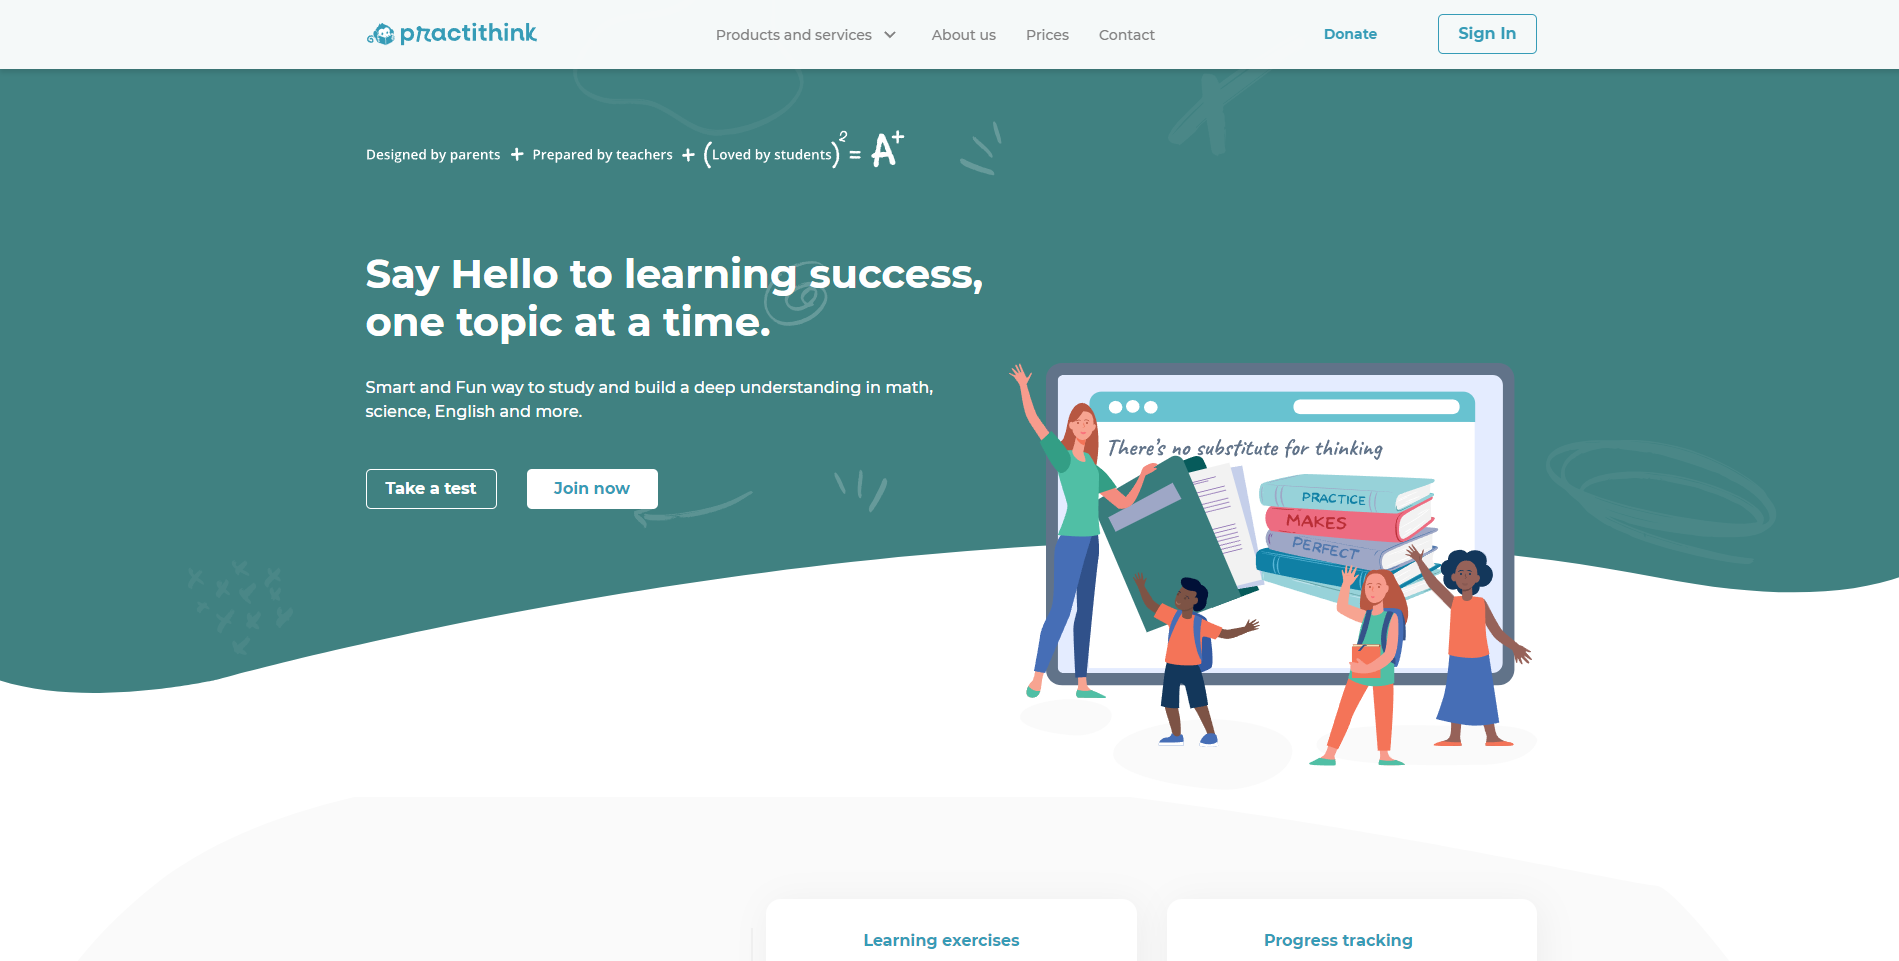 practithink
Products and services
About us
Prices
Contact
Donate
Sign In
Designed by parents + Prepared by teachers + (Loved by students)² = A+
Say Hello to learning success,
one topic at a time.
Smart and Fun way to study and build a deep understanding in math,
science, English and more.
Take a test
Join now
There's no substitute for thinking
PRACTICE
MAKES
PERFECT
Learning exercises
Progress tracking